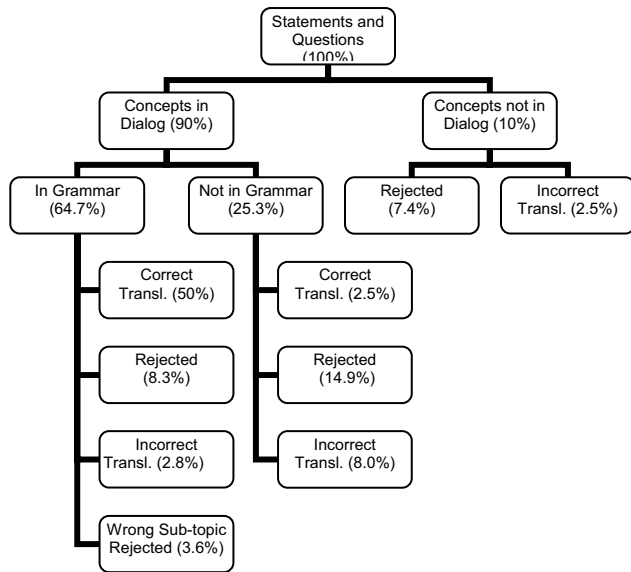 Statements and
Questions
(100%)
Concepts in
Dialog (90%)
Concepts not in
Dialog (10%)
In Grammar
(64.7%)
Not in Grammar
(25.3%)
Rejected
(7.4%)
Incorrect
Transl. (2.5%)
Correct
Transl. (50%)
Correct
Transl. (2.5%)
Rejected
(8.3%)
Rejected
(14.9%)
Incorrect
Transl. (2.8%)
Incorrect
Transl. (8.0%)
Wrong Sub-topic
Rejected (3.6%)